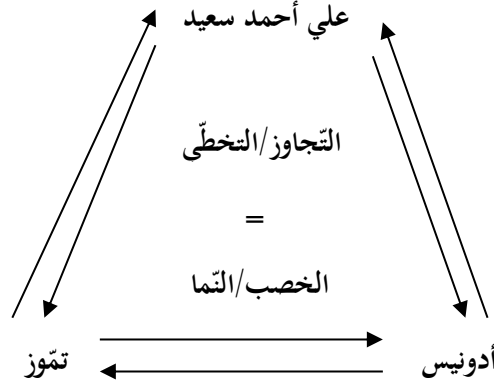 علي أحمد سعيد
التّجاوز/التخطّى
=
الخصب/النّما
أدونيس
تمّوز